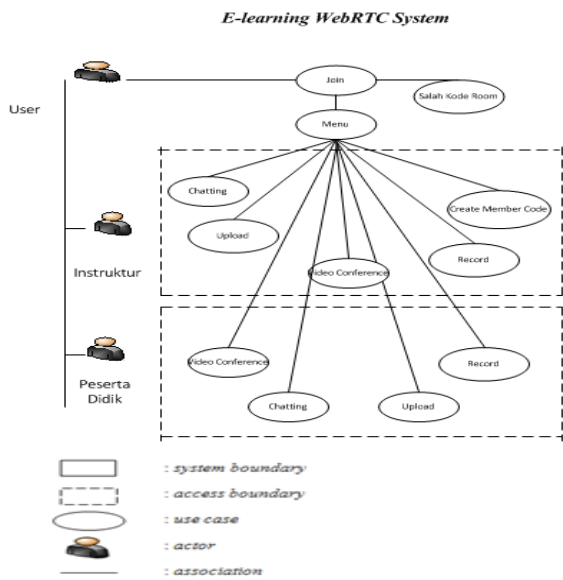 E-learning WebRTC System
Join
Salah Kode Room
User
Menu
Chatting
Create Member Code
Upload
Record
Instruktur
Video Conference
Video Conference
Record
Peserta
Didik
Chatting
Upload
: system boundary
: access boundary
: use case
: actor
: association